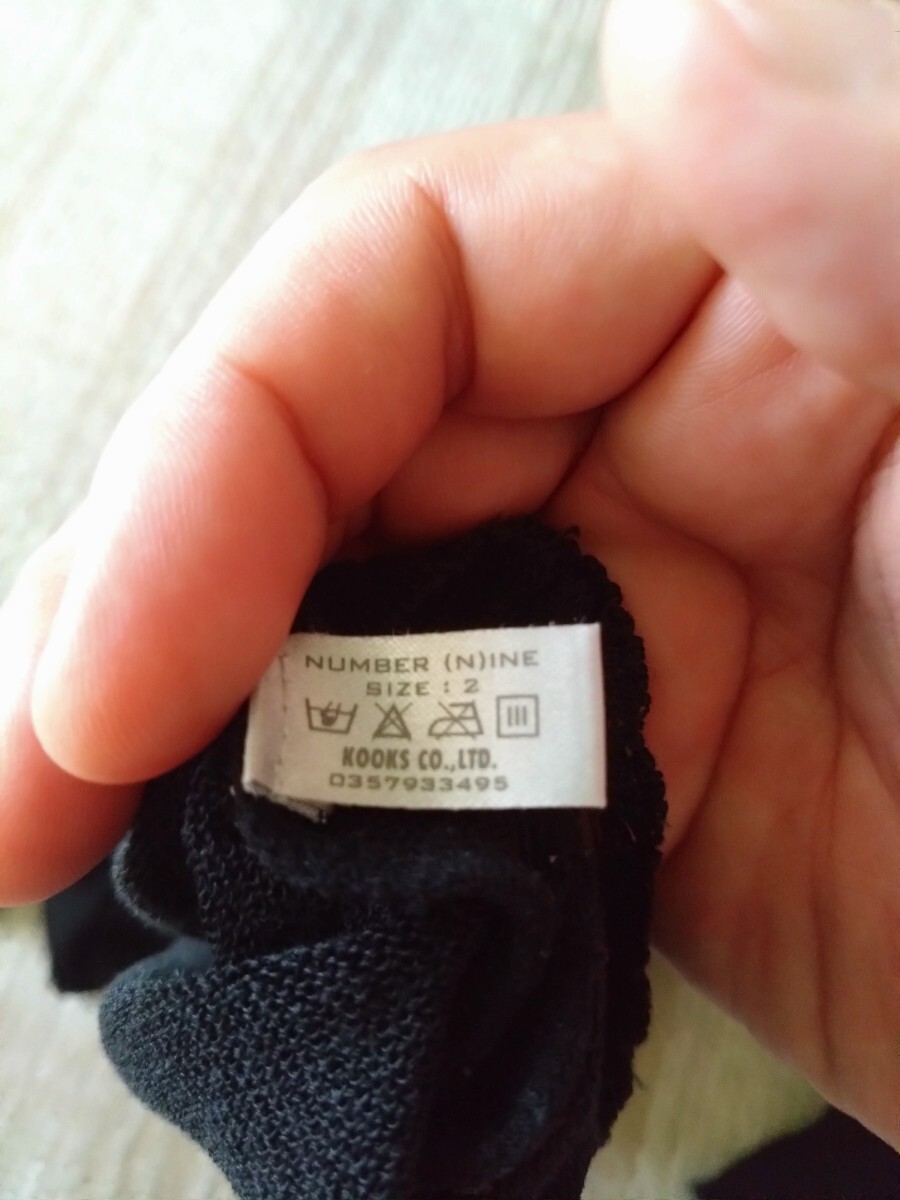 NUMBER (N)INE
SIZE : 2
KOOKS CO.,LTD.
0357933495